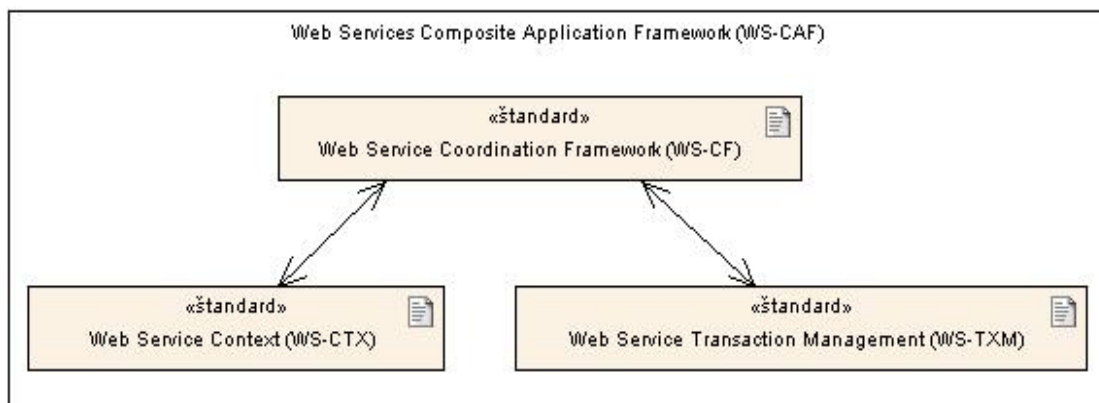 Web Services Composite Application Framework (WS-CAF)
«štandard»
Web Service Coordination Framework (WS-CF)
«štandard»
Web Service Context (WS-CTX)
«štandard»
Web Service Transaction Management (WS-TXM)